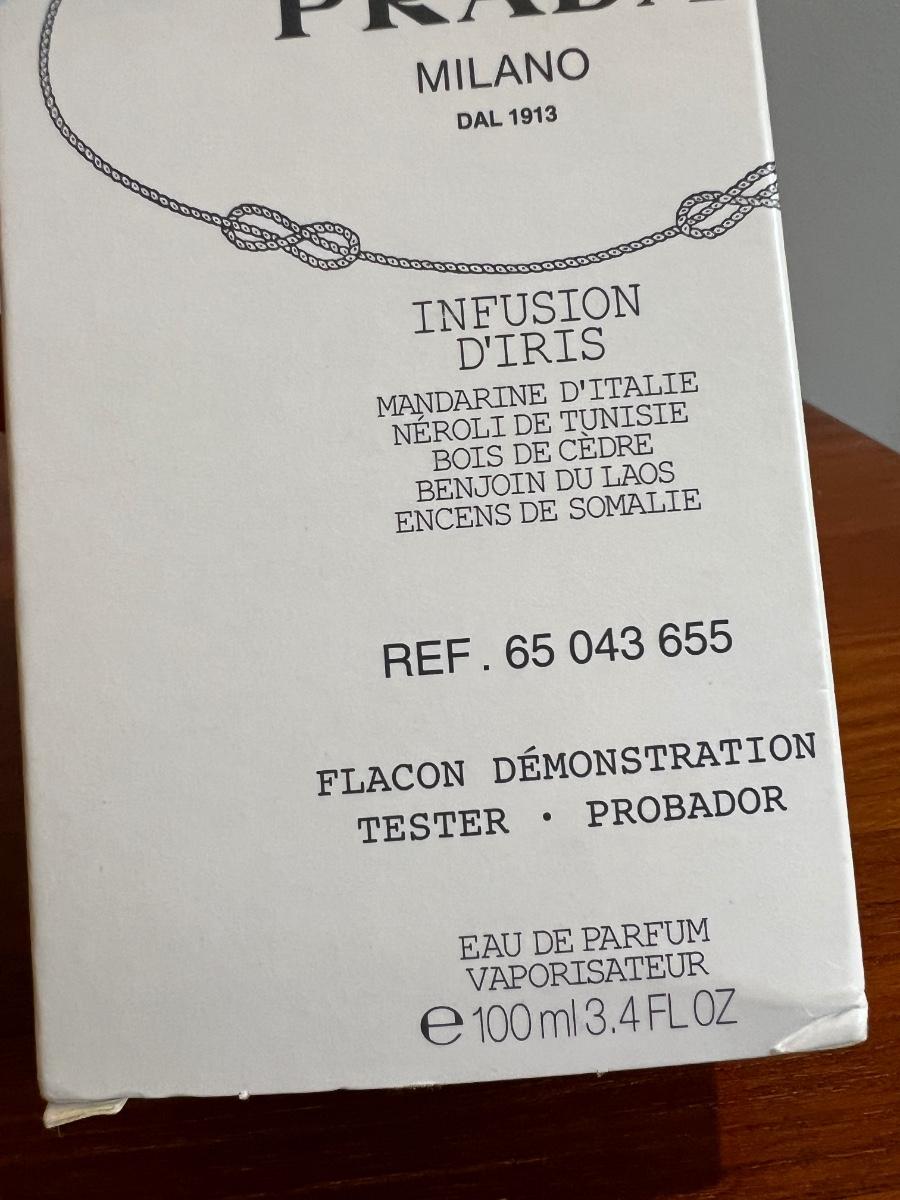 PRADA
MILANO
DAL 1913
INFUSION
D'IRIS
MANDARINE D'ITALIE
NÉROLI DE TUNISIE
BOIS DE CÈDRE
BENJOIN DU LAOS
ENCENS DE SOMALIE
REF. 65 043 655
FLACON DÉMONSTRATION
TESTER · PROBADOR
EAU DE PARFUM
VAPORISATEUR
℮ 100 ml 3.4 FL OZ